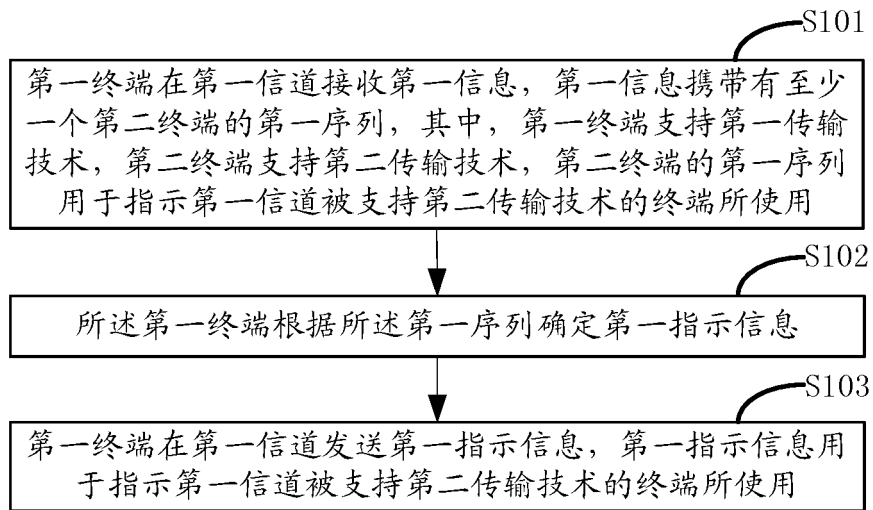 S101
第一终端在第一信道接收第一信息，第一信息携带有至少
一个第二终端的第一序列，其中，第一终端支持第一传输
技术，第二终端支持第二传输技术，第二终端的第一序列
用于指示第一信道被支持第二传输技术的终端所使用
S102
所述第一终端根据所述第一序列确定第一指示信息
S103
第一终端在第一信道发送第一指示信息，第一指示信息用
于指示第一信道被支持第二传输技术的终端所使用